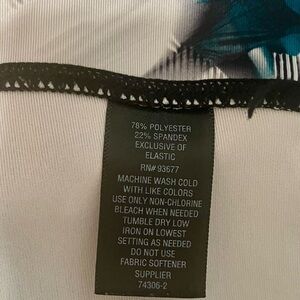 78% POLYESTER
22% SPANDEX
EXCLUSIVE OF
ELASTIC
RN# 93677
MACHINE WASH COLD
WITH LIKE COLORS
USE ONLY NON-CHLORINE
BLEACH WHEN NEEDED
TUMBLE DRY LOW
IRON ON LOWEST
SETTING AS NEEDED
DO NOT USE
FABRIC SOFTENER
SUPPLIER
74306-2